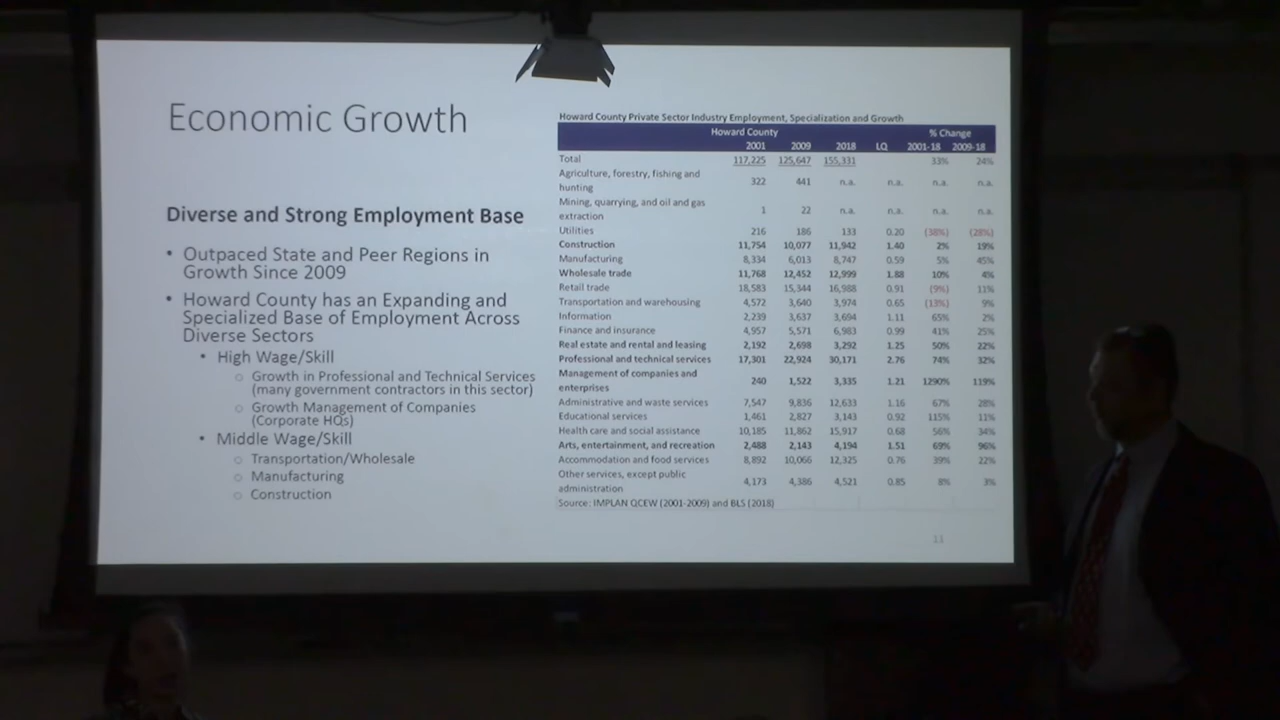 Economic Growth
Diverse and Strong Employment Base
• Outpaced State and Peer Regions in
Growth Since 2009
• Howard County has an Expanding and
Specialized Base of Employment Across
Diverse Sectors
• High Wage/Skill
○ Growth in Professional and Technical Services
(many government contractors in this sector)
○ Growth Management of Companies
(Corporate HQs)
• Middle Wage/Skill
○ Transportation/Wholesale
○ Manufacturing
○ Construction
Howard County Private Sector Industry Employment, Specialization and Growth
Howard County % Change
2001 2009 2018 LQ 2001-18 2009-18
Total 117,225 125,647 155,331 33% 24%
Agriculture, forestry, fishing and
hunting 322 441 n.a. n.a. n.a. n.a.
Mining, quarrying, and oil and gas
extraction 1 22 n.a. n.a. n.a. n.a.
Utilities 216 186 133 0.20 (38%) (28%)
Construction 11,754 10,077 11,942 1.40 2% 19%
Manufacturing 8,334 6,013 8,747 0.59 5% 45%
Wholesale trade 11,768 12,452 12,999 1.88 10% 4%
Retail trade 18,583 15,344 16,988 0.91 (9%) 11%
Transportation and warehousing 4,572 3,640 3,974 0.65 (13%) 9%
Information 2,239 3,637 3,694 1.11 65% 2%
Finance and insurance 4,957 5,571 6,983 0.99 41% 25%
Real estate and rental and leasing 2,192 2,698 3,292 1.25 50% 22%
Professional and technical services 17,301 22,924 30,171 2.76 74% 32%
Management of companies and
enterprises 240 1,522 3,335 1.21 1290% 119%
Administrative and waste services 7,547 9,836 12,633 1.16 67% 28%
Educational services 1,461 2,827 3,143 0.92 115% 11%
Health care and social assistance 10,185 11,862 15,917 0.68 56% 34%
Arts, entertainment, and recreation 2,488 2,143 4,194 1.51 69% 96%
Accommodation and food services 8,892 10,066 12,325 0.76 39% 22%
Other services, except public
administration 4,173 4,386 4,521 0.85 8% 3%
Source: IMPLAN QCEW (2001-2009) and BLS (2018)
11